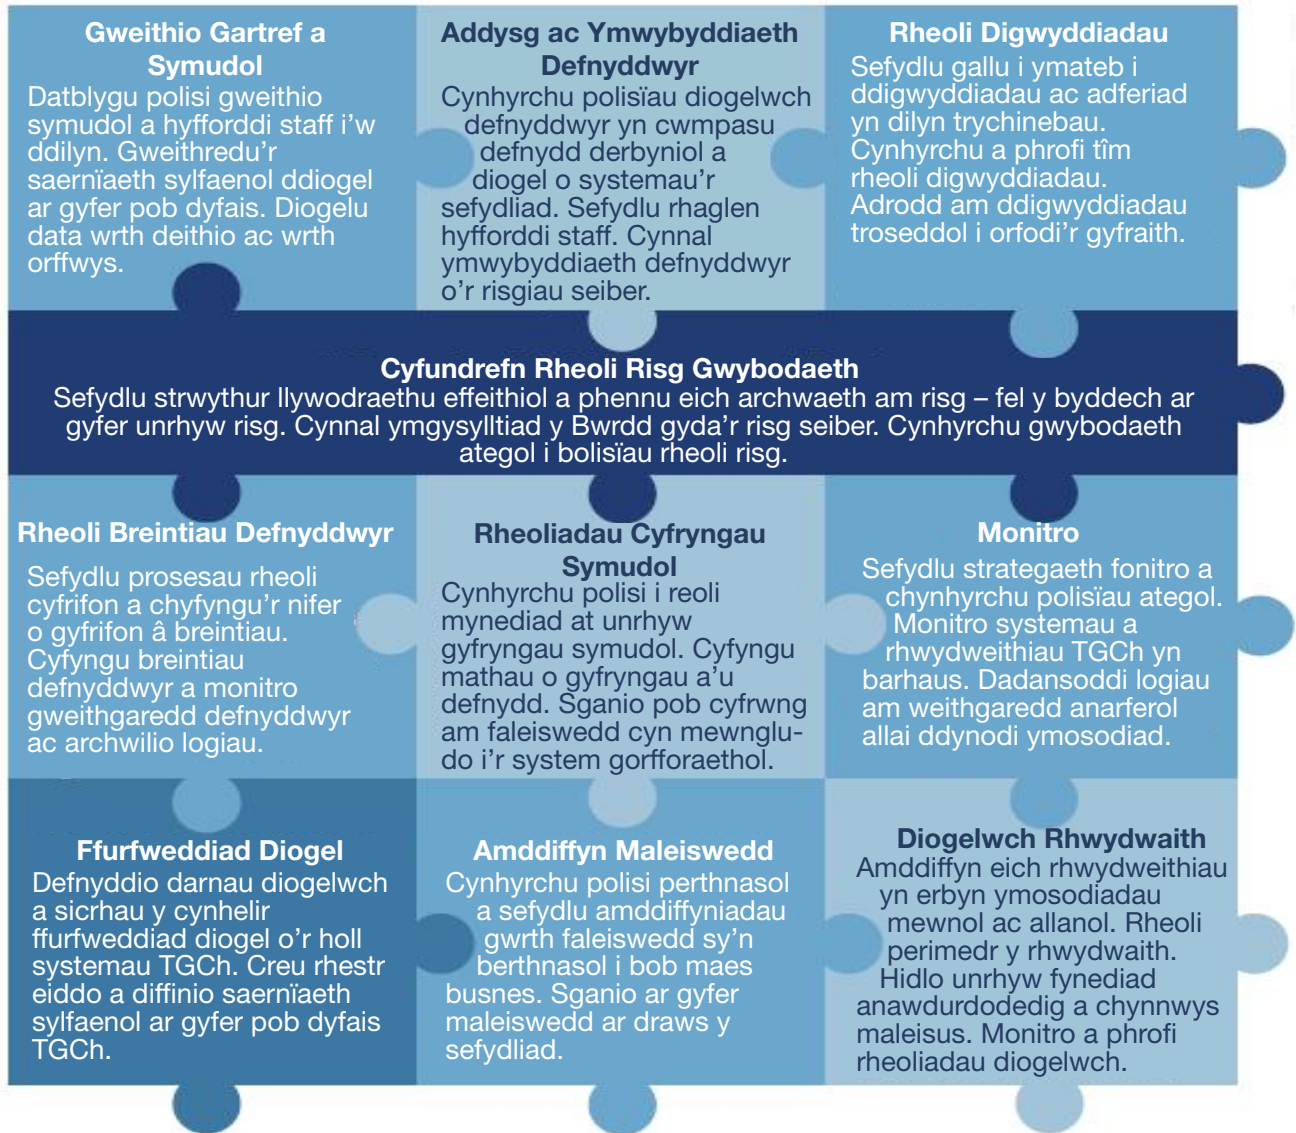 Gweithio Gartref a
Symudol
Datblygu polisi gweithio
symudol a hyfforddi staff i'w
ddilyn. Gweithredu'r
saernïaeth sylfaenol ddiogel
ar gyfer pob dyfais. Diogelu
data wrth deithio ac wrth
orffwys.
Addysg ac Ymwybyddiaeth
Defnyddwyr
Cynhyrchu polisïau diogelwch
defnyddwyr yn cwmpasu
defnydd derbyniol a
diogel o systemau'r
sefydliad. Sefydlu rhaglen
hyfforddi staff. Cynnal
ymwybyddiaeth defnyddwyr
o'r risgiau seiber.
Rheoli Digwyddiadau
Sefydlu gallu i ymateb i
ddigwyddiadau ac adferiad
yn dilyn trychinebau.
Cynhyrchu a phrofi tîm
rheoli digwyddiadau.
Adrodd am ddigwyddiadau
troseddol i orfodi'r gyfraith.
Cyfundrefn Rheoli Risg Gwybodaeth
Sefydlu strwythur llywodraethu effeithiol a phennu eich archwaeth am risg – fel y byddech ar
gyfer unrhyw risg. Cynnal ymgysylltiad y Bwrdd gyda'r risg seiber. Cynhyrchu gwybodaeth
ategol i bolisïau rheoli risg.
Rheoli Breintiau Defnyddwyr
Sefydlu prosesau rheoli
cyfrifon a chyfyngu'r nifer
o gyfrifon â breintiau.
Cyfyngu breintiau
defnyddwyr a monitro
gweithgaredd defnyddwyr
ac archwilio logiau.
Rheoliadau Cyfryngau
Symudol
Cynhyrchu polisi i reoli
mynediad at unrhyw
gyfryngau symudol. Cyfyngu
mathau o gyfryngau a'u
defnydd. Sganio pob cyfrwng
am faleiswedd cyn mewnglu-
do i'r system gorfforaethol.
Monitro
Sefydlu strategaeth fonitro a
chynhyrchu polisïau ategol.
Monitro systemau a
rhwydweithiau TGCh yn
barhaus. Dadansoddi logiau
am weithgaredd anarferol
allai ddynodi ymosodiad.
Ffurfweddiad Diogel
Defnyddio darnau diogelwch
a sicrhau y cynhelir
ffurfweddiad diogel o'r holl
systemau TGCh. Creu rhestr
eiddo a diffinio saernïaeth
sylfaenol ar gyfer pob dyfais
TGCh.
Amddiffyn Maleiswedd
Cynhyrchu polisi perthnasol
a sefydlu amddiffyniadau
gwrth faleiswedd sy'n
berthnasol i bob maes
busnes. Sganio ar gyfer
maleiswedd ar draws y
sefydliad.
Diogelwch Rhwydwaith
Amddiffyn eich rhwydweithiau
yn erbyn ymosodiadau
mewnol ac allanol. Rheoli
perimedr y rhwydwaith.
Hidlo unrhyw fynediad
anawdurdodedig a chynnwys
maleisus. Monitro a phrofi
rheoliadau diogelwch.